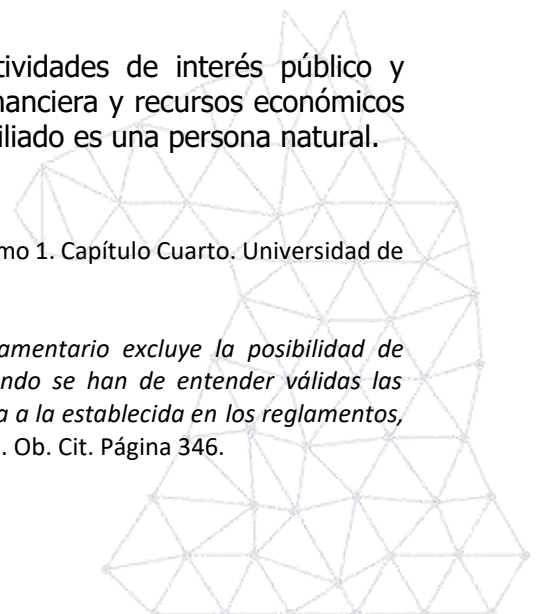 tividades de interés público y
nanciera y recursos económicos
iliado es una persona natural.
mo 1. Capítulo Cuarto. Universidad de
amentario excluye la posibilidad de
ndo se han de entender válidas las
a a la establecida en los reglamentos,
. Ob. Cit. Página 346.